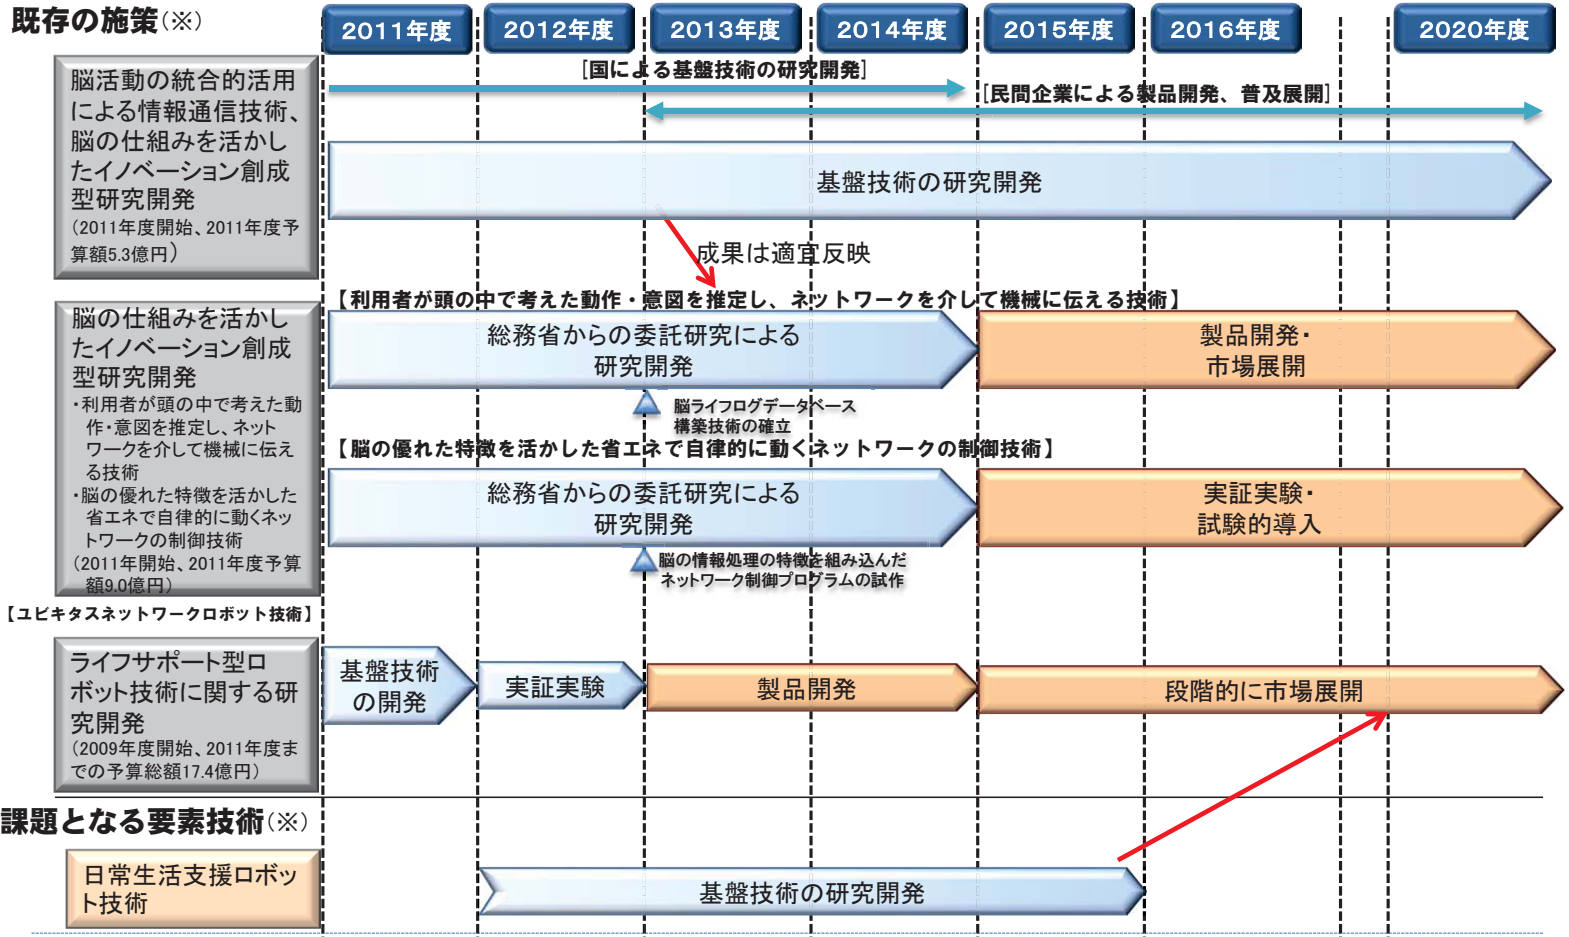 既存の施策(※)
2011年度 2012年度 2013年度 2014年度 2015年度 2016年度 2020年度
[国による基盤技術の研究開発]
[民間企業による製品開発、普及展開]
脳活動の統合的活用
による情報通信技術、
脳の仕組みを活かし
たイノベーション創成
型研究開発
(2011年度開始、2011年度予
算額5.3億円)
基盤技術の研究開発
成果は適宜反映
【利用者が頭の中で考えた動作・意図を推定し、ネットワークを介して機械に伝える技術】
脳の仕組みを活かし
たイノベーション創成
型研究開発
・利用者が頭の中で考えた動
作・意図を推定し、ネット
ワークを介して機械に伝え
る技術
・脳の優れた特徴を活かした
省エネで自律的に動くネッ
トワークの制御技術
(2011年開始、2011年度予算
額9.0億円)
総務省からの委託研究による
研究開発
製品開発・
市場展開
脳ライフログデータベース
構築技術の確立
【脳の優れた特徴を活かした省エネで自律的に動くネットワークの制御技術】
総務省からの委託研究による
研究開発
実証実験・
試験的導入
脳の情報処理の特徴を組み込んだ
ネットワーク制御プログラムの試作
【ユビキタスネットワークロボット技術】
ライフサポート型ロ
ボット技術に関する研
究開発
(2009年度開始、2011年度ま
での予算総額17.4億円)
基盤技術
の開発
実証実験
製品開発
段階的に市場展開
課題となる要素技術(※)
日常生活支援ロボッ
ト技術
基盤技術の研究開発